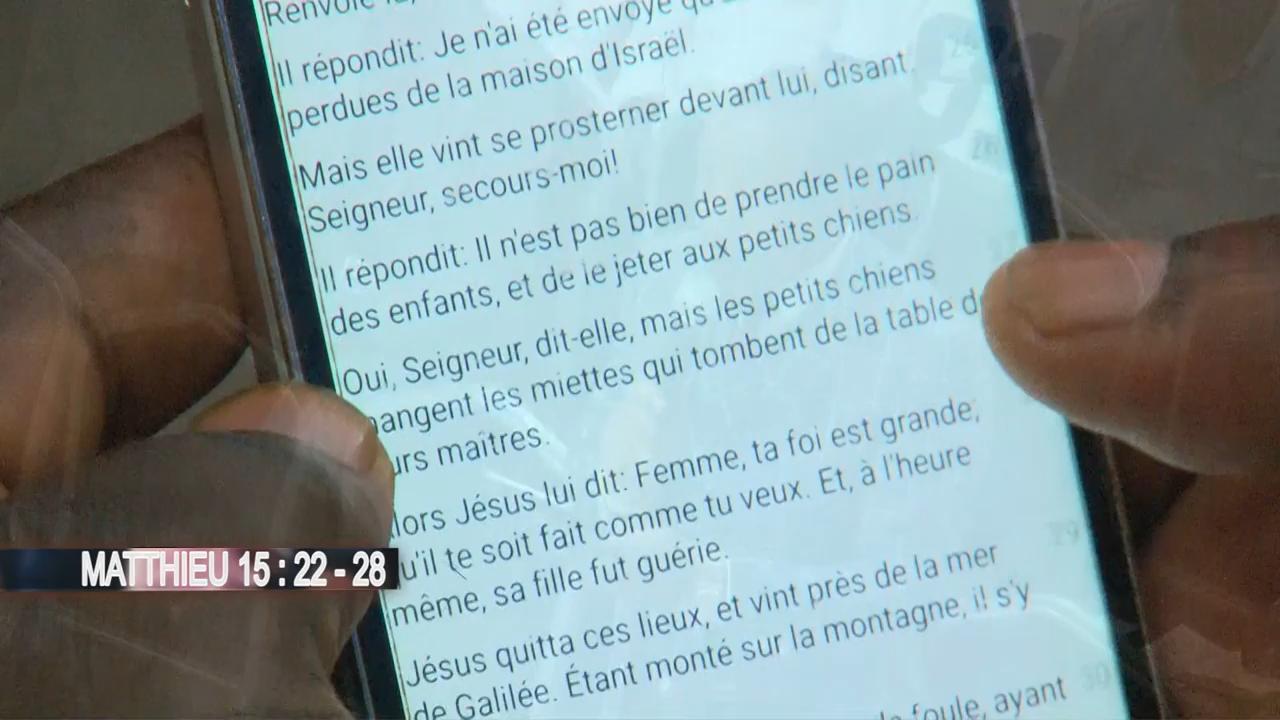 Renvoie
Il répondit: Je n'ai été envoyé
perdues de la maison d'Israël.
Mais elle vint se prosterner devant lui, disant
Seigneur, secours-moi!
Il répondit: Il n'est pas bien de prendre le pain
des enfants, et de le jeter aux petits chiens.
Oui, Seigneur, dit-elle, mais les petits chiens
angent les miettes qui tombent de la table d
urs maîtres.
lors Jésus lui dit: Femme, ta foi est grande;
u'il te soit fait comme tu veux. Et, à l'heure
même, sa fille fut guérie.
Jésus quitta ces lieux, et vint près de la mer
de Galilée. Étant monté sur la montagne, il s'y
foule, ayant
29
30
MATTHIEU 15 : 22 - 28